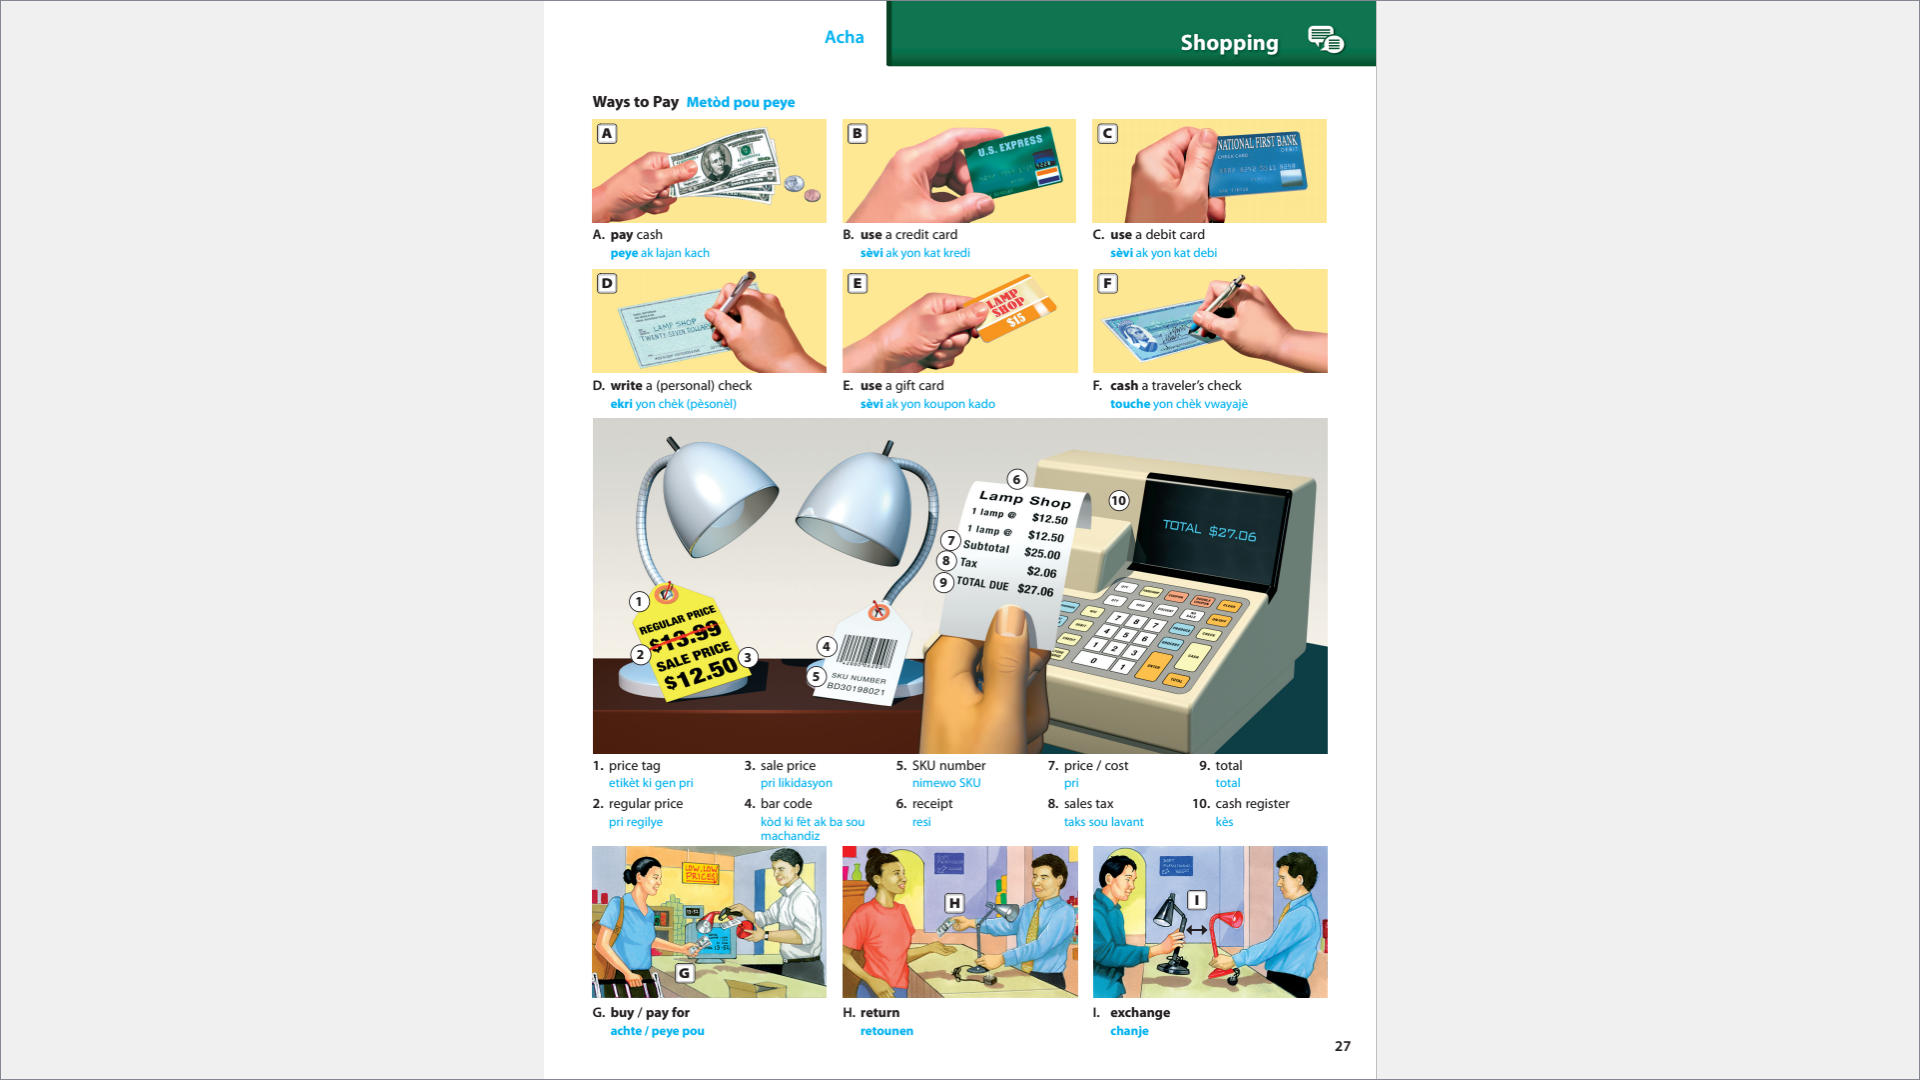 Acha
Shopping
Ways to Pay Metòd pou peye
A
B
C
U.S. EXPRESS
NATIONAL FIRST BANK
DEBIT
CHECK CARD
A. pay cash
peye ak lajan kach
B. use a credit card
sèvi ak yon kat kredi
C. use a debit card
sèvi ak yon kat debi
D
E
F
LAMP SHOP
TWENTY-SEVEN DOLLARS
LAMP
SHOP
$15
D. write a (personal) check
ekri yon chèk (pèsonèl)
E. use a gift card
sèvi ak yon koupon kado
F. cash a traveler's check
touche yon chèk vwayajè
6
Lamp Shop
1 lamp @ $12.50
1 lamp @ $12.50
7 Subtotal $25.00
8 Tax $2.06
9 TOTAL DUE $27.06
10
TOTAL $27.06
1
REGULAR PRICE
2 $13.99
SALE PRICE 3
$12.50
4
5 SKU NUMBER
BD30198021
1. price tag
etikèt ki gen pri
2. regular price
pri regilye
3. sale price
pri likidasyon
4. bar code
kòd ki fèt ak ba sou
machandiz
5. SKU number
nimewo SKU
6. receipt
resi
7. price / cost
pri
8. sales tax
taks sou lavant
9. total
total
10. cash register
kès
LOW, LOW
PRICES!
G
H
I
G. buy / pay for
achte / peye pou
H. return
retounen
I. exchange
chanje
27